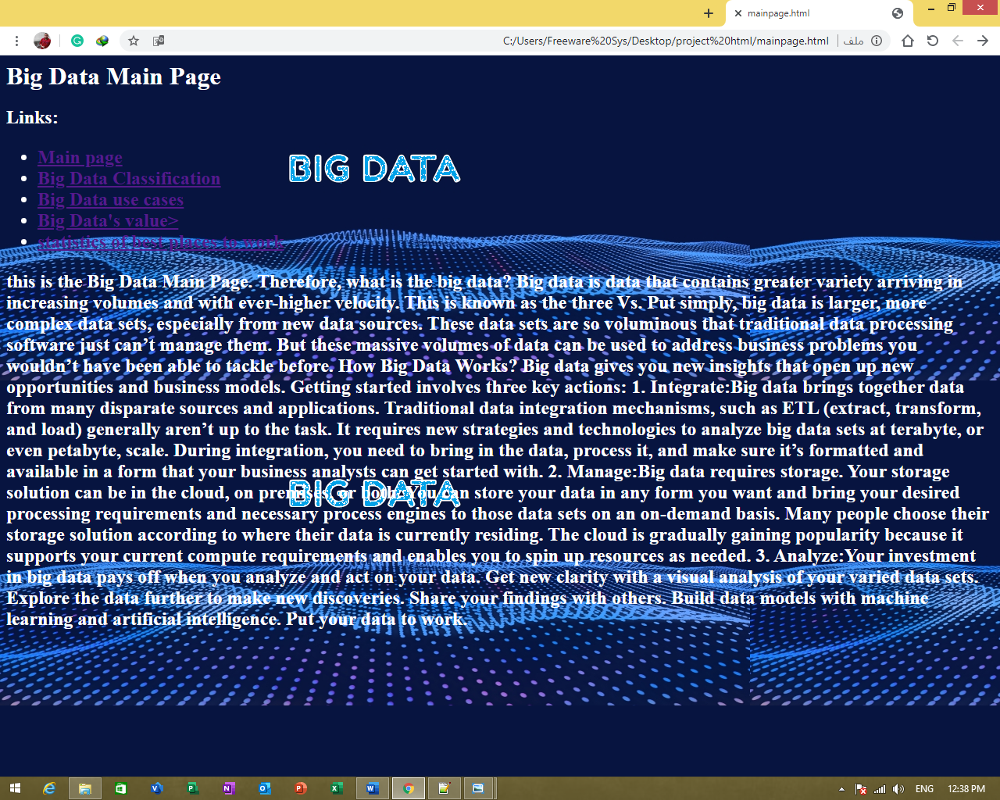 mainpage.html
C:/Users/Freeware%20Sys/Desktop/project%20html/mainpage.html
ملف
Big Data Main Page
Links:
Main page
Big Data Classification
Big Data use cases
Big Data's value>
statistics of best places to work
BIG DATA
this is the Big Data Main Page. Therefore, what is the big data? Big data is data that contains greater variety arriving in
increasing volumes and with ever-higher velocity. This is known as the three Vs. Put simply, big data is larger, more
complex data sets, especially from new data sources. These data sets are so voluminous that traditional data processing
software just can’t manage them. But these massive volumes of data can be used to address business problems you
wouldn’t have been able to tackle before. How Big Data Works? Big data gives you new insights that open up new
opportunities and business models. Getting started involves three key actions: 1. Integrate:Big data brings together data
from many disparate sources and applications. Traditional data integration mechanisms, such as ETL (extract, transform,
and load) generally aren’t up to the task. It requires new strategies and technologies to analyze big data sets at terabyte, or
even petabyte, scale. During integration, you need to bring in the data, process it, and make sure it’s formatted and
available in a form that your business analysts can get started with. 2. Manage:Big data requires storage. Your storage
solution can be in the cloud, on premises, or both. You can store your data in any form you want and bring your desired
processing requirements and necessary process engines to those data sets on an on-demand basis. Many people choose their
storage solution according to where their data is currently residing. The cloud is gradually gaining popularity because it
supports your current compute requirements and enables you to spin up resources as needed. 3. Analyze:Your investment
in big data pays off when you analyze and act on your data. Get new clarity with a visual analysis of your varied data sets.
Explore the data further to make new discoveries. Share your findings with others. Build data models with machine
learning and artificial intelligence. Put your data to work.
BIG DATA
ENG
12:38 PM